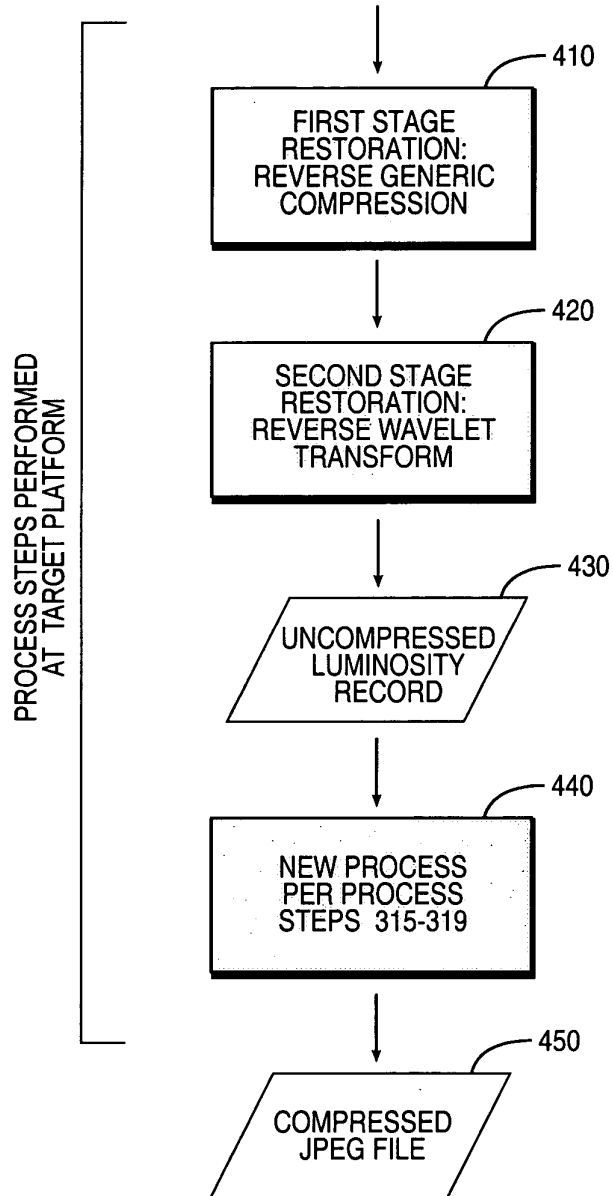 410
FIRST STAGE
RESTORATION:
REVERSE GENERIC
COMPRESSION
420
SECOND STAGE
RESTORATION:
REVERSE WAVELET
TRANSFORM
PROCESS STEPS PERFORMED
AT TARGET PLATFORM
430
UNCOMPRESSED
LUMINOSITY
RECORD
440
NEW PROCESS
PER PROCESS
STEPS 315-319
450
COMPRESSED
JPEG FILE